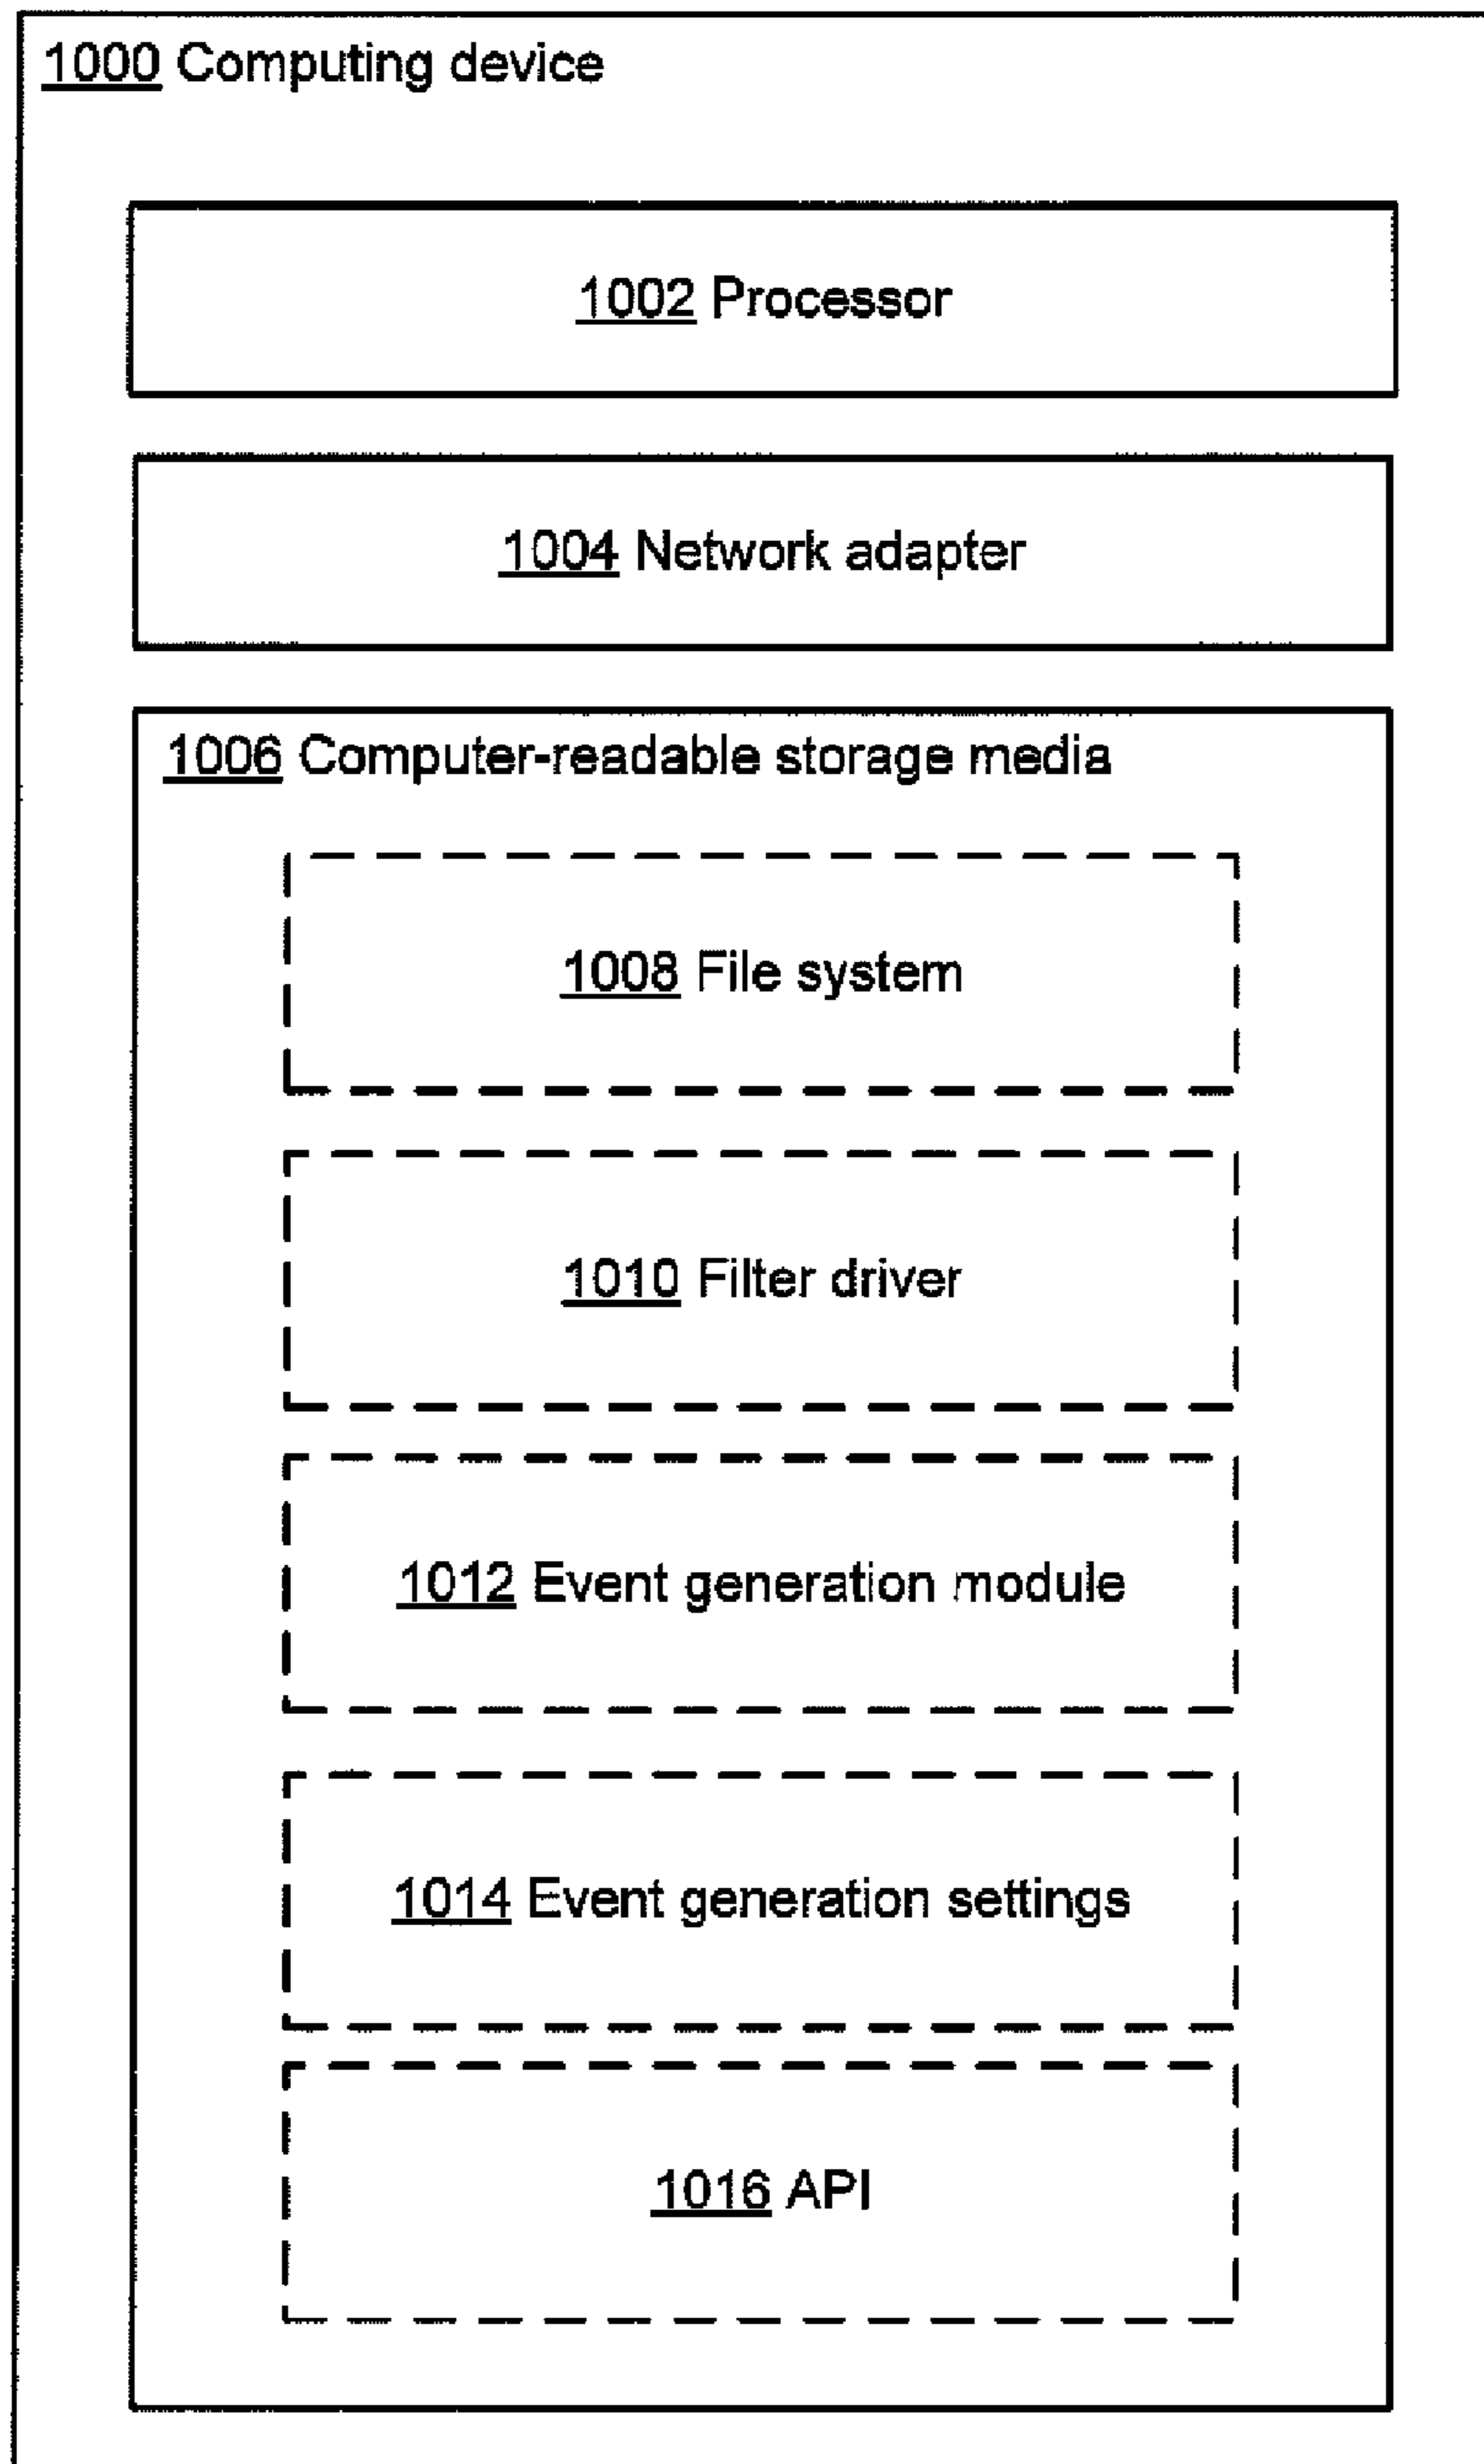 1000 Computing device
1002 Processor
1004 Network adapter
1006 Computer-readable storage media
1008 File system
1010 Filter driver
1012 Event generation module
1014 Event generation settings
1016 API